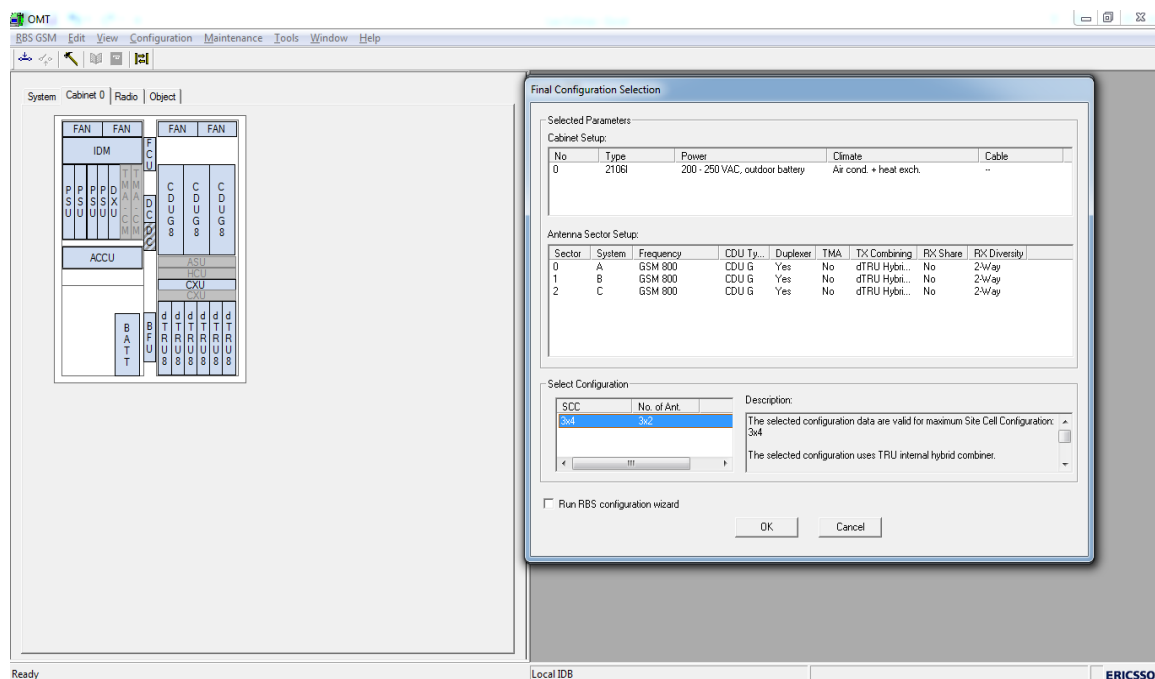 OMT
RBS GSM Edit View Configuration Maintenance Tools Window Help
System Cabinet 0 Radio Object
FAN FAN FAN FAN
IDM
FCU
PSU PSU PSU PSU DXU TMA-CM TMA-CM
DC DC
CDUG8 CDUG8 CDUG8
ACCU
ASU
HCU
CXU
CXU
BATT
BFU
dTRU8 dTRU8 dTRU8 dTRU8 dTRU8 dTRU8
Final Configuration Selection
Selected Parameters
Cabinet Setup:
No Type Power Climate Cable
0 2106I 200 - 250 VAC, outdoor battery Air cond. + heat exch. --
Antenna Sector Setup:
Sector System Frequency CDU Ty... Duplexer TMA TX Combining RX Share RX Diversity
0 A GSM 800 CDU G Yes No dTRU Hybri... No 2-Way
1 B GSM 800 CDU G Yes No dTRU Hybri... No 2-Way
2 C GSM 800 CDU G Yes No dTRU Hybri... No 2-Way
Select Configuration
SCC No. of Ant.
3x4 3x2
Description:
The selected configuration data are valid for maximum Site Cell Configuration:
3x4
The selected configuration uses TRU internal hybrid combiner.
Run RBS configuration wizard
OK Cancel
Ready Local IDB ERICSSO